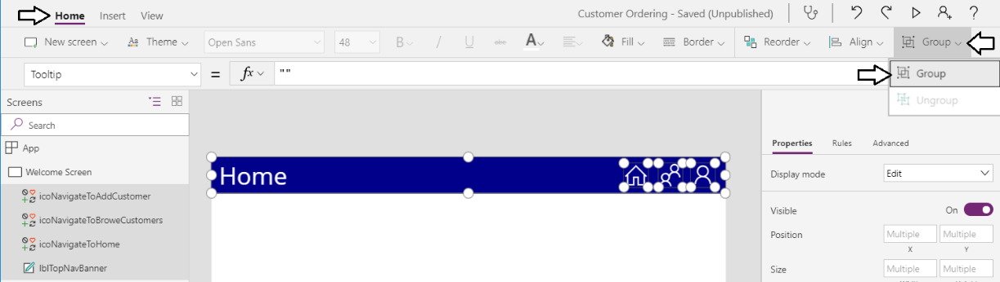 Home Insert View Customer Ordering - Saved (Unpublished) ?
New screen Theme Open Sans 48 B / U abc A Fill Border Reorder Align Group
Tooltip = fx ""
Group
Ungroup
Screens
Search
App
Welcome Screen
icoNavigateToAddCustomer
icoNavigateToBroweCustomers
icoNavigateToHome
lblTopNavBanner
Home
Properties Rules Advanced
Display mode Edit
Visible On
Position Multiple Multiple
X Y
Size Multiple Multiple